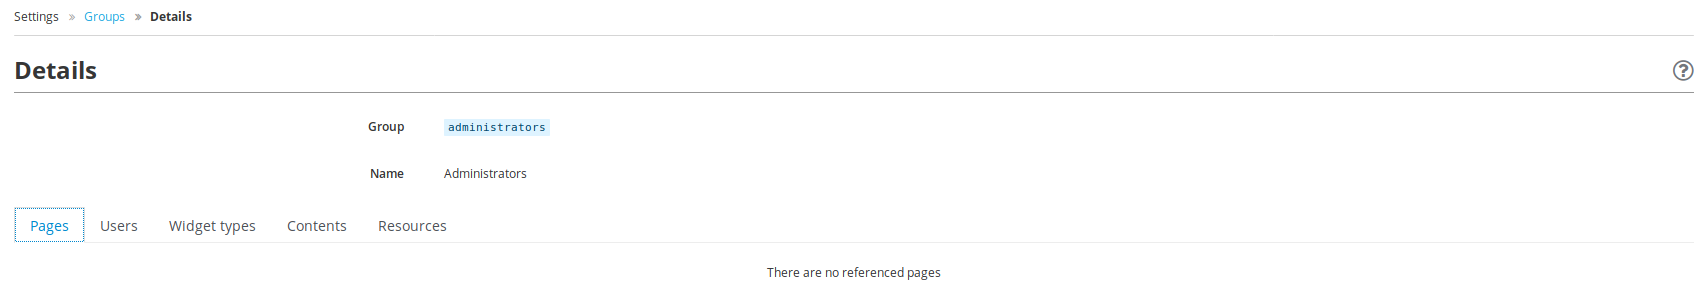 Settings » Groups » Details
Details
Group administrators
Name Administrators
Pages Users Widget types Contents Resources
There are no referenced pages